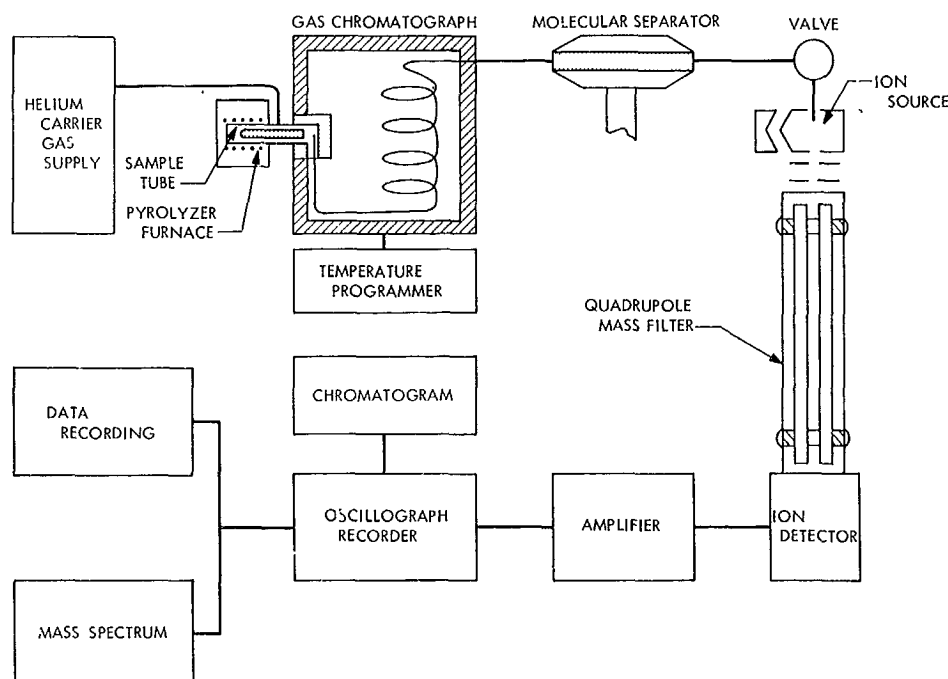 GAS CHROMATOGRAPH
MOLECULAR SEPARATOR
VALVE
HELIUM
CARRIER
GAS
SUPPLY
ION
SOURCE
SAMPLE
TUBE
PYROLYZER
FURNACE
TEMPERATURE
PROGRAMMER
QUADRUPOLE
MASS FILTER
CHROMATOGRAM
DATA
RECORDING
OSCILLOGRAPH
RECORDER
AMPLIFIER
ION
DETECTOR
MASS SPECTRUM